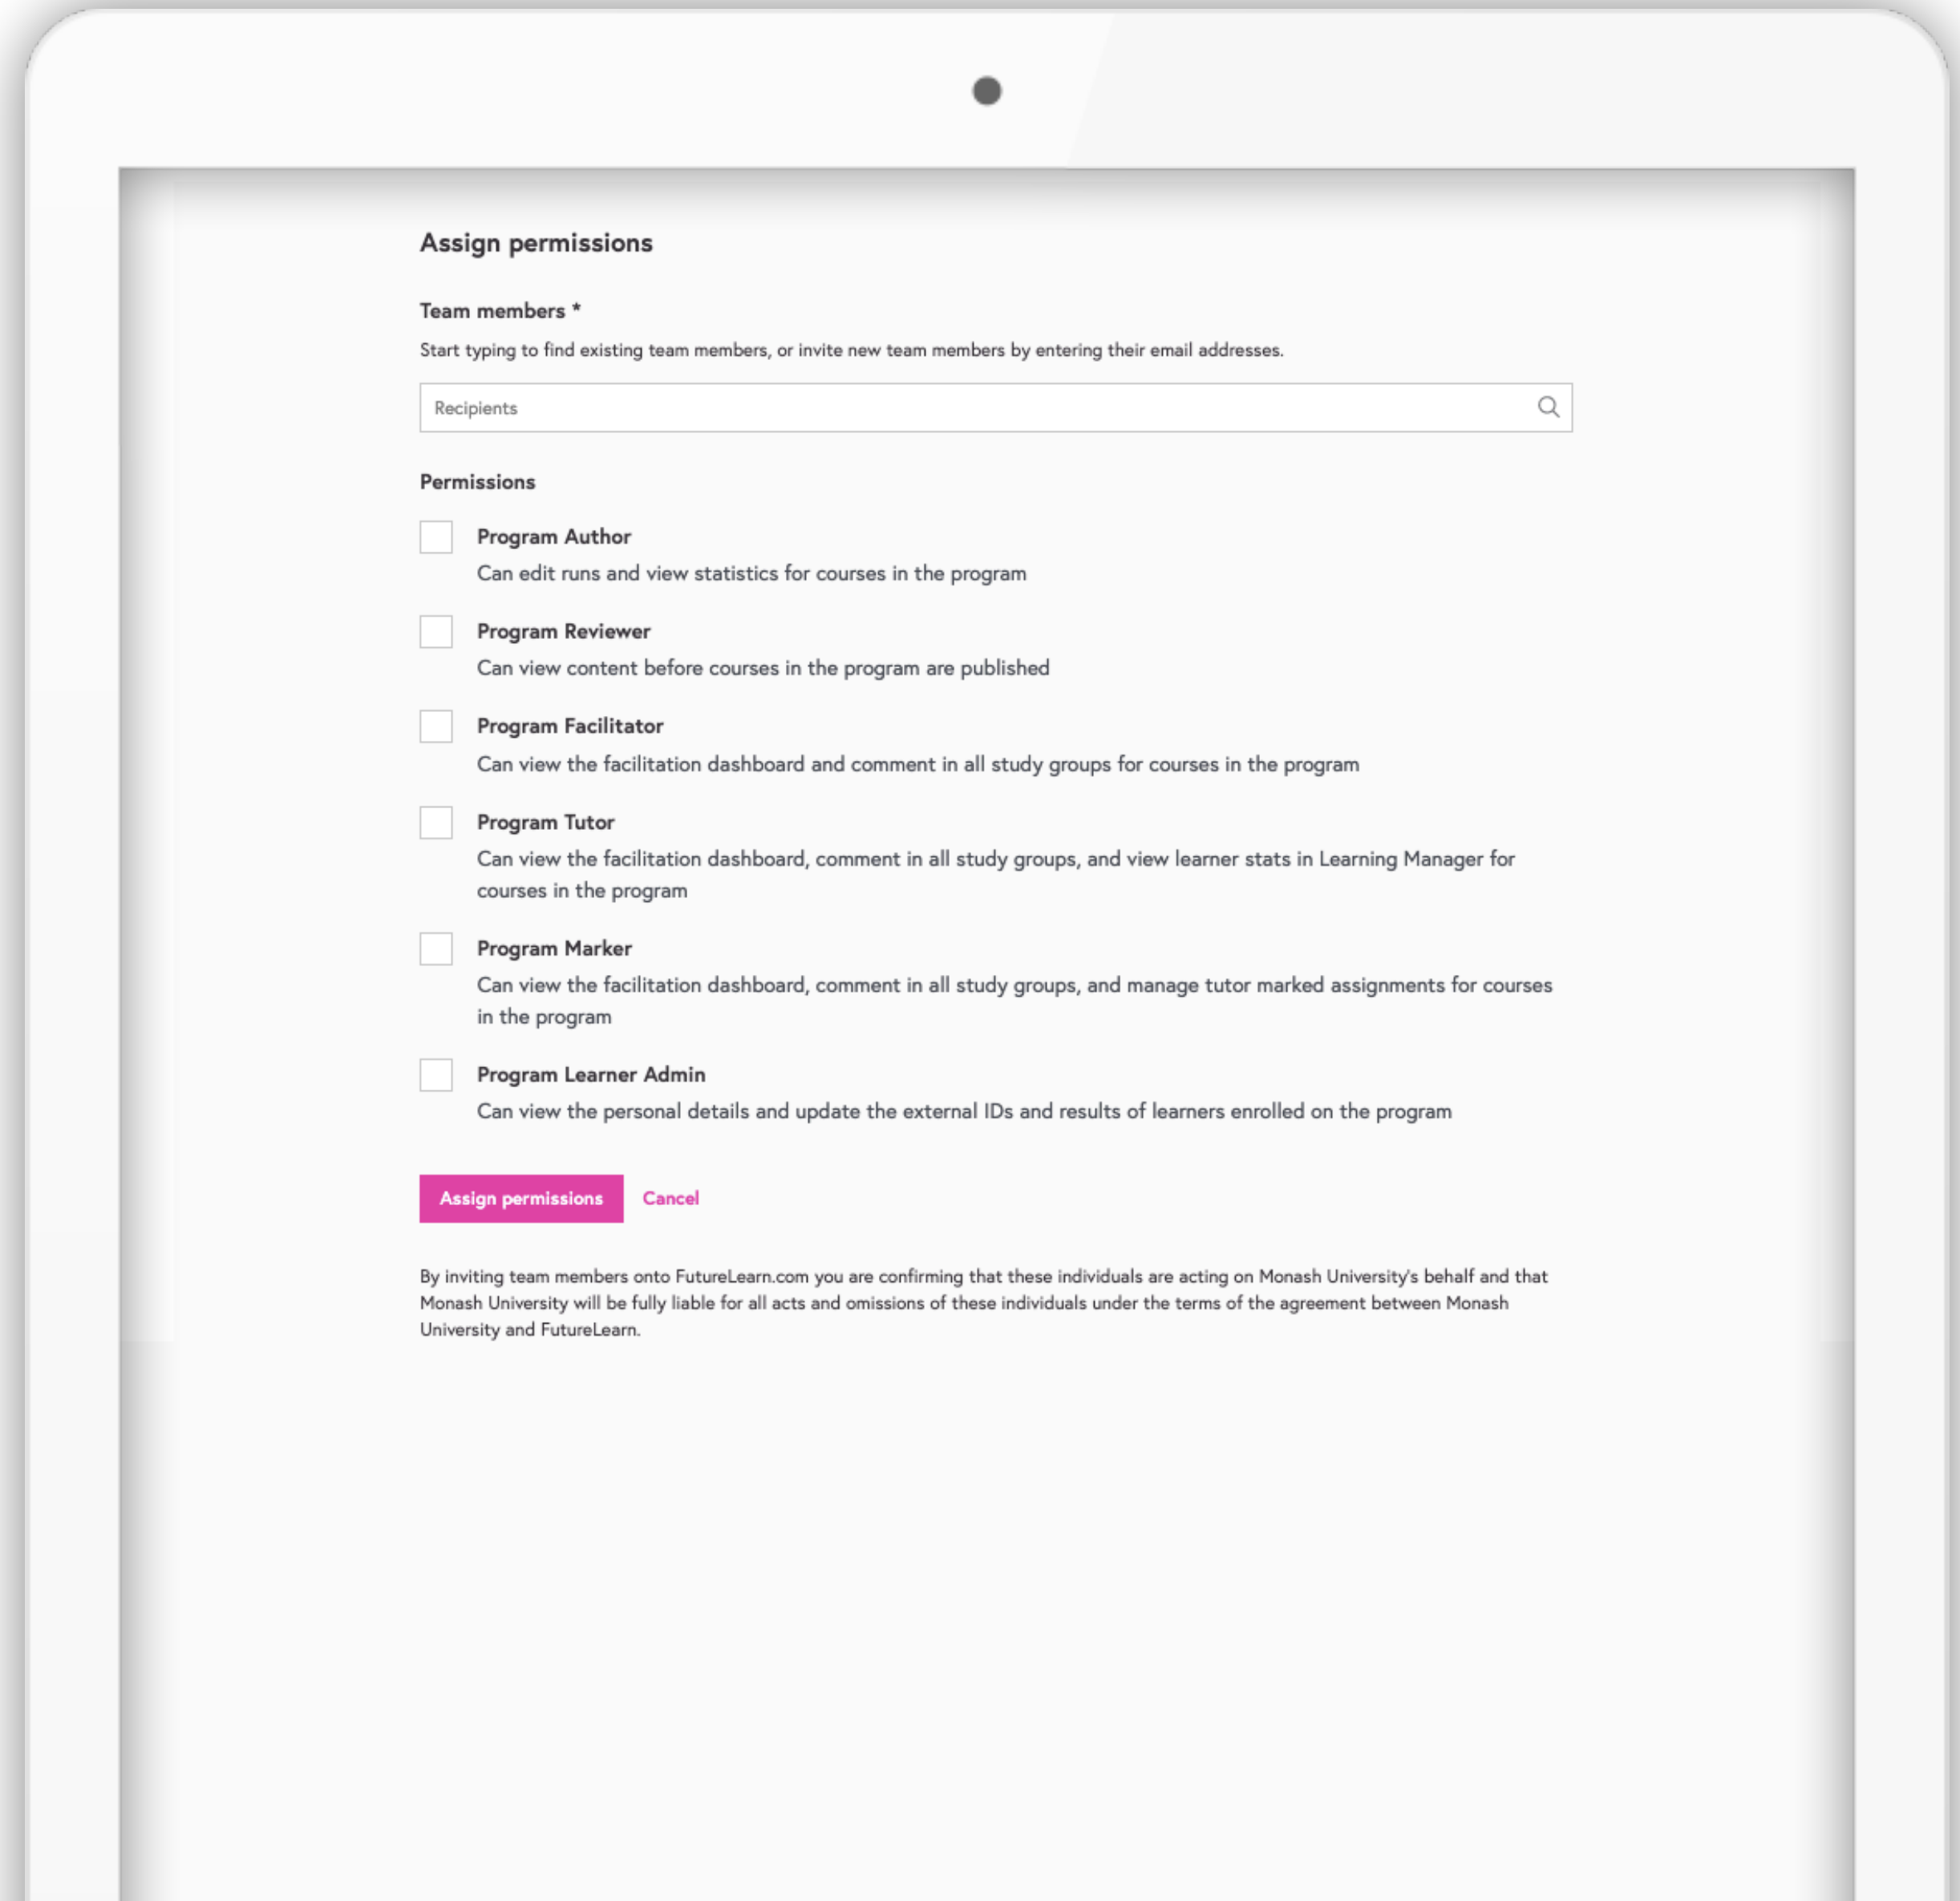 Assign permissions
Team members *
Start typing to find existing team members, or invite new team members by entering their email addresses.
Recipients
Permissions
Program Author
Can edit runs and view statistics for courses in the program
Program Reviewer
Can view content before courses in the program are published
Program Facilitator
Can view the facilitation dashboard and comment in all study groups for courses in the program
Program Tutor
Can view the facilitation dashboard, comment in all study groups, and view learner stats in Learning Manager for
courses in the program
Program Marker
Can view the facilitation dashboard, comment in all study groups, and manage tutor marked assignments for courses
in the program
Program Learner Admin
Can view the personal details and update the external IDs and results of learners enrolled on the program
Assign permissions Cancel
By inviting team members onto FutureLearn.com you are confirming that these individuals are acting on Monash University's behalf and that
Monash University will be fully liable for all acts and omissions of these individuals under the terms of the agreement between Monash
University and FutureLearn.